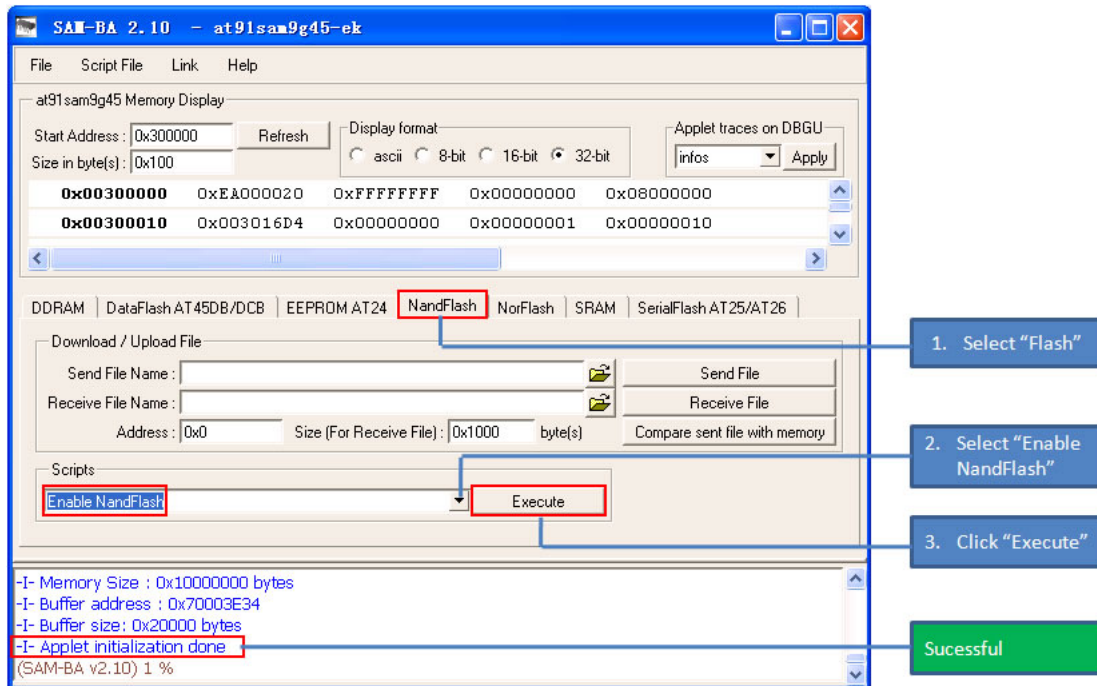 SAM-BA 2.10 - at91sam9g45-ek
File Script File Link Help
at91sam9g45 Memory Display
Start Address : 0x300000 Refresh
Size in byte(s) : 0x100
Display format
ascii 8-bit 16-bit 32-bit
Applet traces on DBGU
infos Apply
0x00300000 0xEA000020 0xFFFFFFFF 0x00000000 0x08000000
0x00300010 0x003016D4 0x00000000 0x00000001 0x00000010
DDRAM DataFlash AT45DB/DCB EEPROM AT24 NandFlash NorFlash SRAM SerialFlash AT25/AT26
Download / Upload File
Send File Name : Send File
Receive File Name : Receive File
Address : 0x0 Size (For Receive File) : 0x1000 byte(s) Compare sent file with memory
Scripts
Enable NandFlash Execute
-I- Memory Size : 0x10000000 bytes
-I- Buffer address : 0x70003E34
-I- Buffer size: 0x20000 bytes
-I- Applet initialization done
(SAM-BA v2.10) 1 %
1. Select “Flash”
2. Select “Enable
NandFlash”
3. Click “Execute”
Sucessful